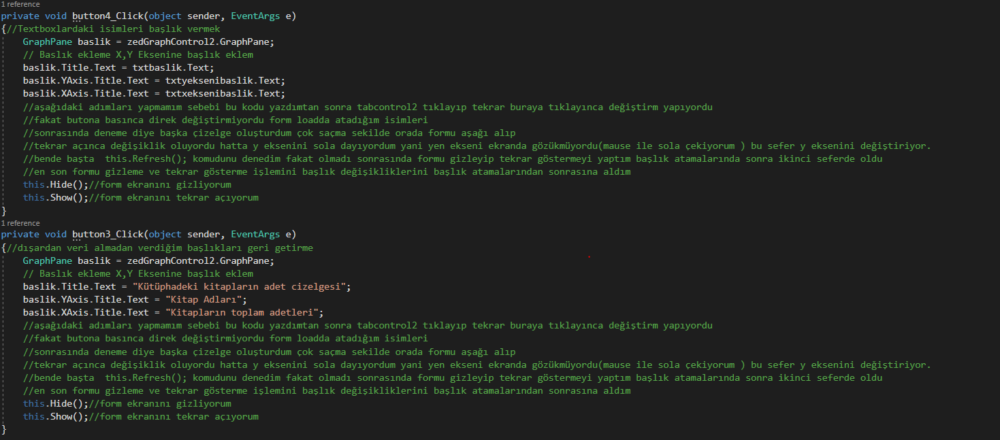 1 reference
private void button4_Click(object sender, EventArgs e)
{//Textboxlardaki isimleri başlık vermek
GraphPane baslik = zedGraphControl2.GraphPane;
// Baslık ekleme X,Y Eksenine başlık eklem
baslik.Title.Text = txtbaslik.Text;
baslik.YAxis.Title.Text = txtyeksenibaslik.Text;
baslik.XAxis.Title.Text = txtxeksenibaslik.Text;
//aşağıdaki adımları yapmamım sebebi bu kodu yazdımtan sonra tabcontrol2 tıklayıp tekrar buraya tıklayınca değiştirm yapıyordu
//fakat butona basınca direk değiştirmiyordu form loadda atadığım isimleri
//sonrasında deneme diye başka çizelge oluşturdum çok saçma sekilde orada formu aşağı alıp
//tekrar açınca değişiklik oluyordu hatta y eksenini sola dayıyordum yani yen ekseni ekranda gözükmüyordu(mause ile sola çekiyorum ) bu sefer y eksenini değiştiriyor.
//bende başta  this.Refresh(); komudunu denedim fakat olmadı sonrasında formu gizleyip tekrar göstermeyi yaptım başlık atamalarında sonra ikinci seferde oldu
//en son formu gizleme ve tekrar gösterme işlemini başlık değişikliklerini başlık atamalarından sonrasına aldım
this.Hide();//form ekranını gizliyorum
this.Show();//form ekranını tekrar açıyorum
}
1 reference
private void button3_Click(object sender, EventArgs e)
{//dışardan veri almadan verdiğim başlıkları geri getirme
GraphPane baslik = zedGraphControl2.GraphPane;
// Baslık ekleme X,Y Eksenine başlık eklem
baslik.Title.Text = "Kütüphadeki kitapların adet cizelgesi";
baslik.YAxis.Title.Text = "Kitap Adları";
baslik.XAxis.Title.Text = "Kitapların toplam adetleri";
//aşağıdaki adımları yapmamım sebebi bu kodu yazdımtan sonra tabcontrol2 tıklayıp tekrar buraya tıklayınca değiştirm yapıyordu
//fakat butona basınca direk değiştirmiyordu form loadda atadığım isimleri
//sonrasında deneme diye başka çizelge oluşturdum çok saçma sekilde orada formu aşağı alıp
//tekrar açınca değişiklik oluyordu hatta y eksenini sola dayıyordum yani yen ekseni ekranda gözükmüyordu(mause ile sola çekiyorum ) bu sefer y eksenini değiştiriyor.
//bende başta  this.Refresh(); komudunu denedim fakat olmadı sonrasında formu gizleyip tekrar göstermeyi yaptım başlık atamalarında sonra ikinci seferde oldu
//en son formu gizleme ve tekrar gösterme işlemini başlık değişikliklerini başlık atamalarından sonrasına aldım
this.Hide();//form ekranını gizliyorum
this.Show();//form ekranını tekrar açıyorum
}